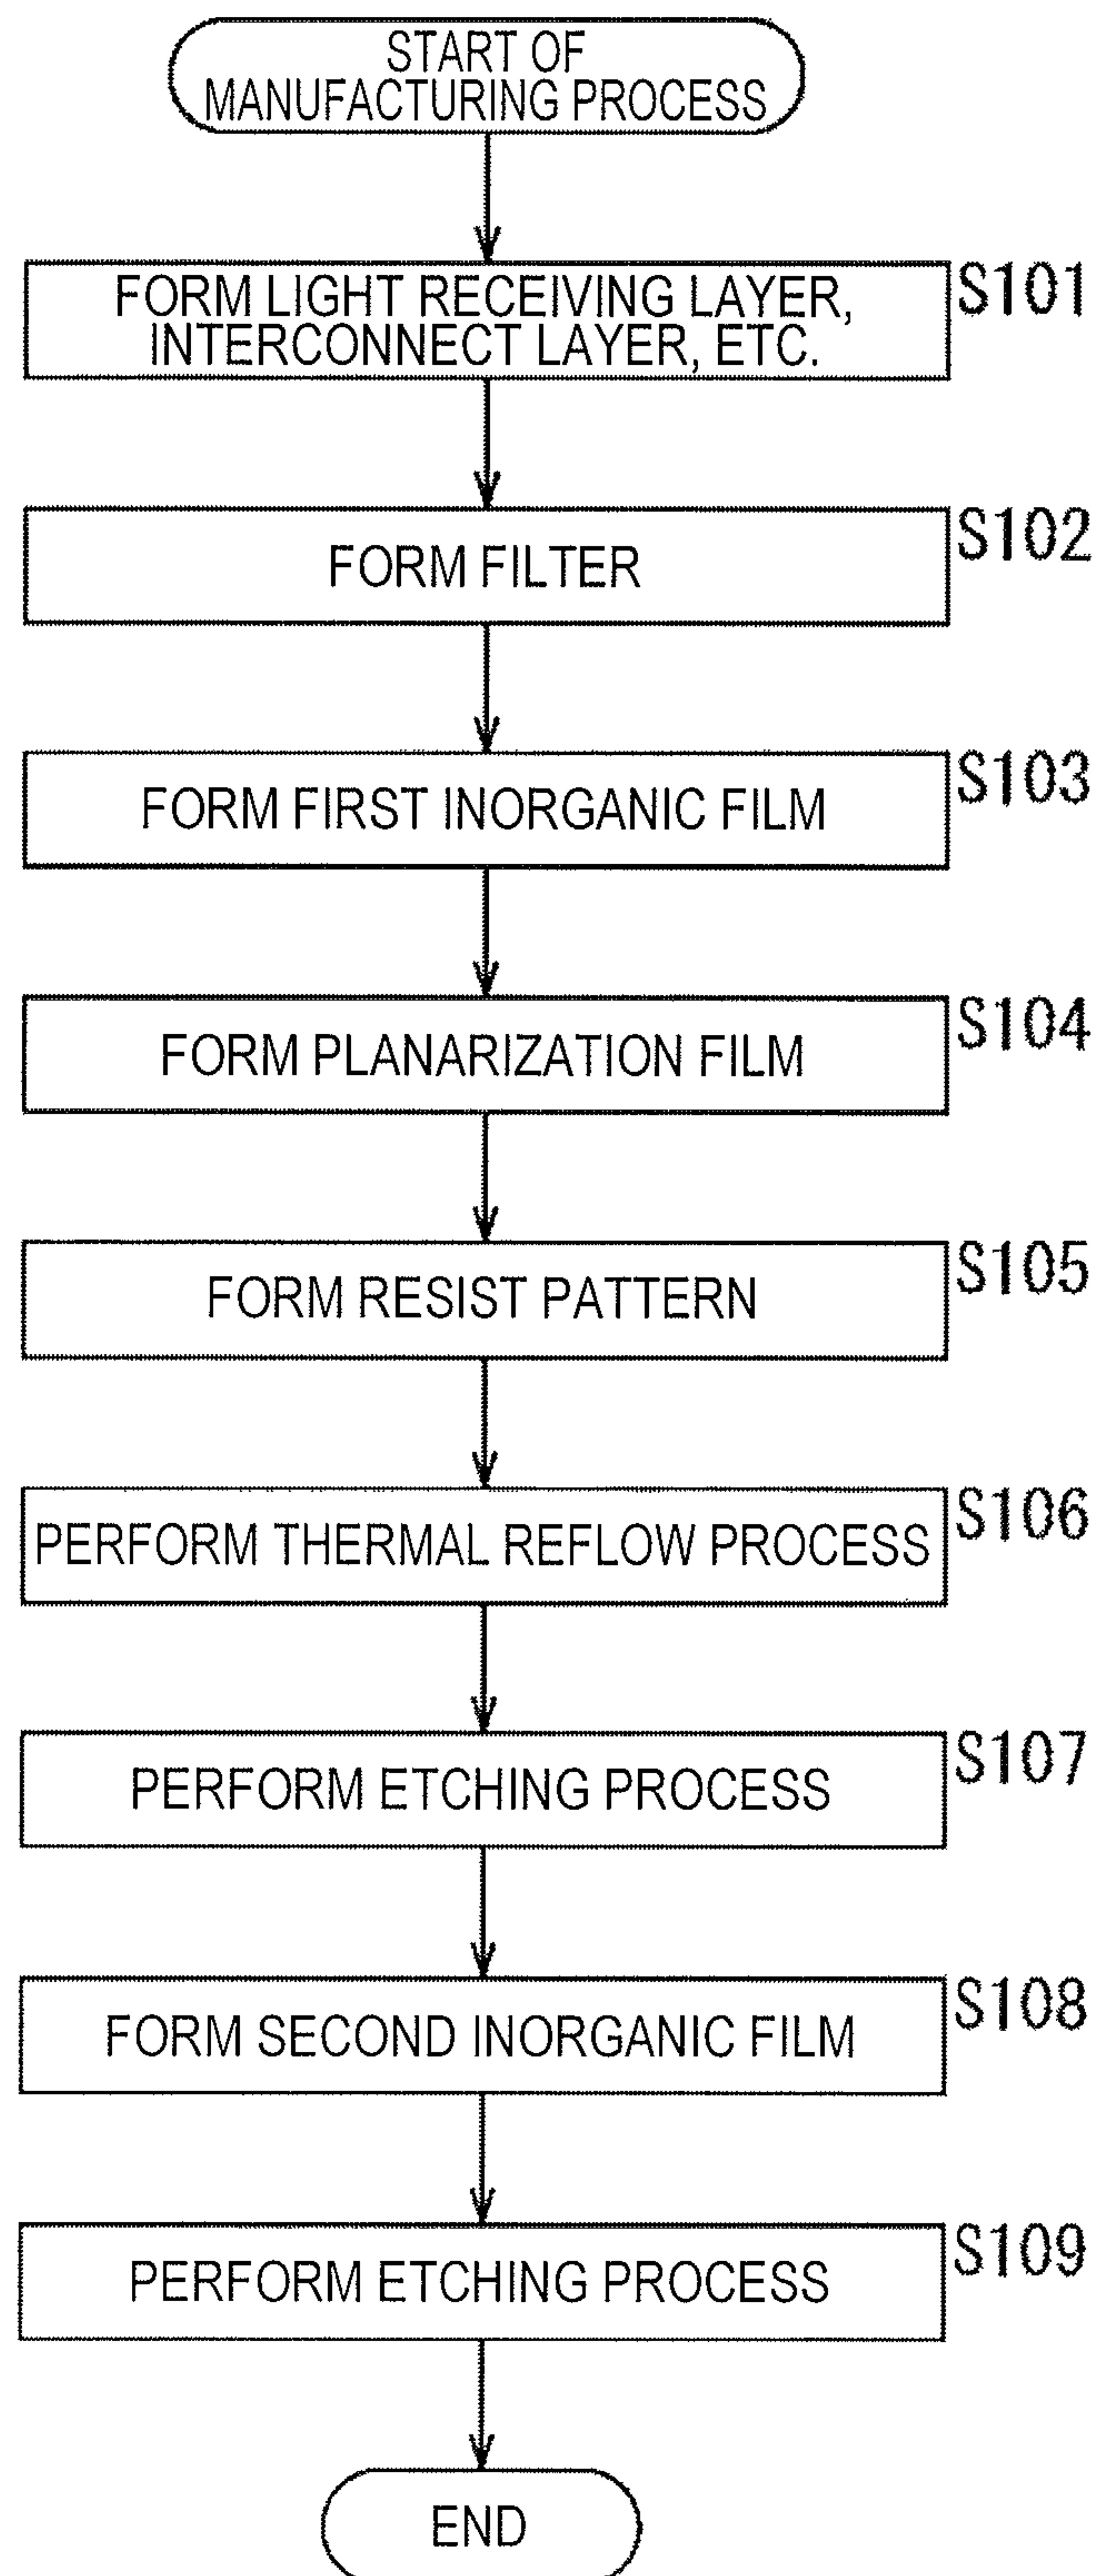 START OF
MANUFACTURING PROCESS
FORM LIGHT RECEIVING LAYER,
INTERCONNECT LAYER, ETC.
S101
FORM FILTER
S102
FORM FIRST INORGANIC FILM
S103
FORM PLANARIZATION FILM
S104
FORM RESIST PATTERN
S105
PERFORM THERMAL REFLOW PROCESS
S106
PERFORM ETCHING PROCESS
S107
FORM SECOND INORGANIC FILM
S108
PERFORM ETCHING PROCESS
S109
END